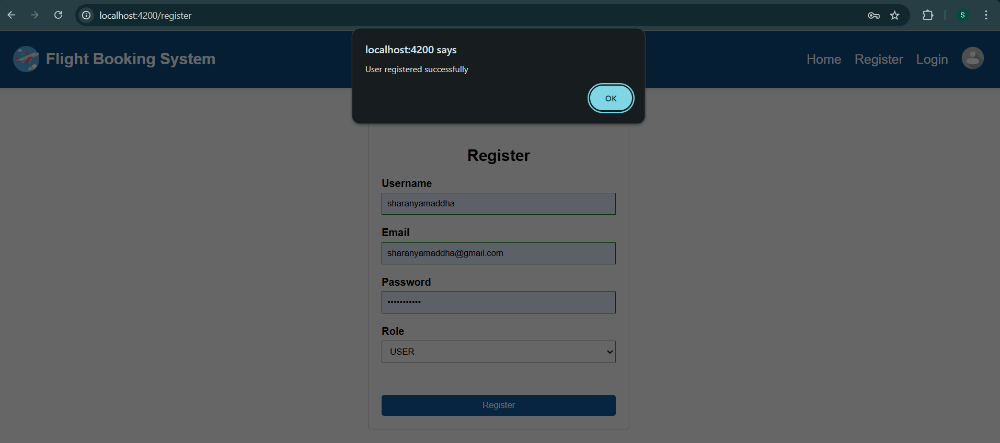 localhost:4200/register
S
Flight Booking System
Home Register Login
localhost:4200 says
User registered successfully
OK
Register
Username
sharanyamaddha
Email
sharanyamaddha@gmail.com
Password
•••••••••••
Role
USER
Register